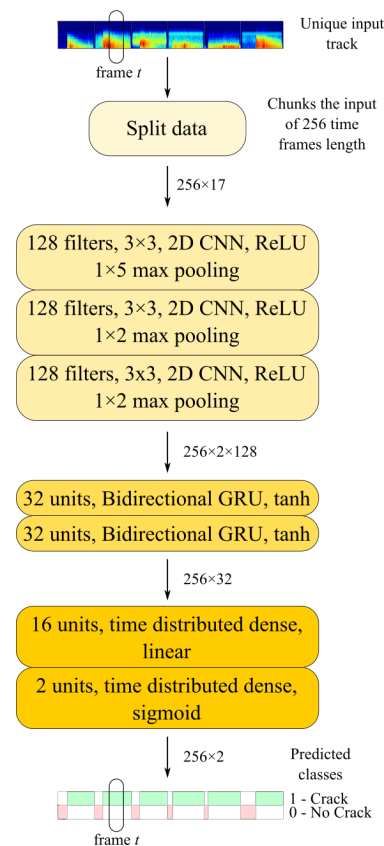 Unique input
track
frame t
Split data
Chunks the input
of 256 time
frames length
256×17
128 filters, 3×3, 2D CNN, ReLU
1×5 max pooling
128 filters, 3×3, 2D CNN, ReLU
1×2 max pooling
128 filters, 3x3, 2D CNN, ReLU
1×2 max pooling
256×2×128
32 units, Bidirectional GRU, tanh
32 units, Bidirectional GRU, tanh
256×32
16 units, time distributed dense,
linear
2 units, time distributed dense,
sigmoid
256×2
Predicted
classes
1 - Crack
0 - No Crack
frame t